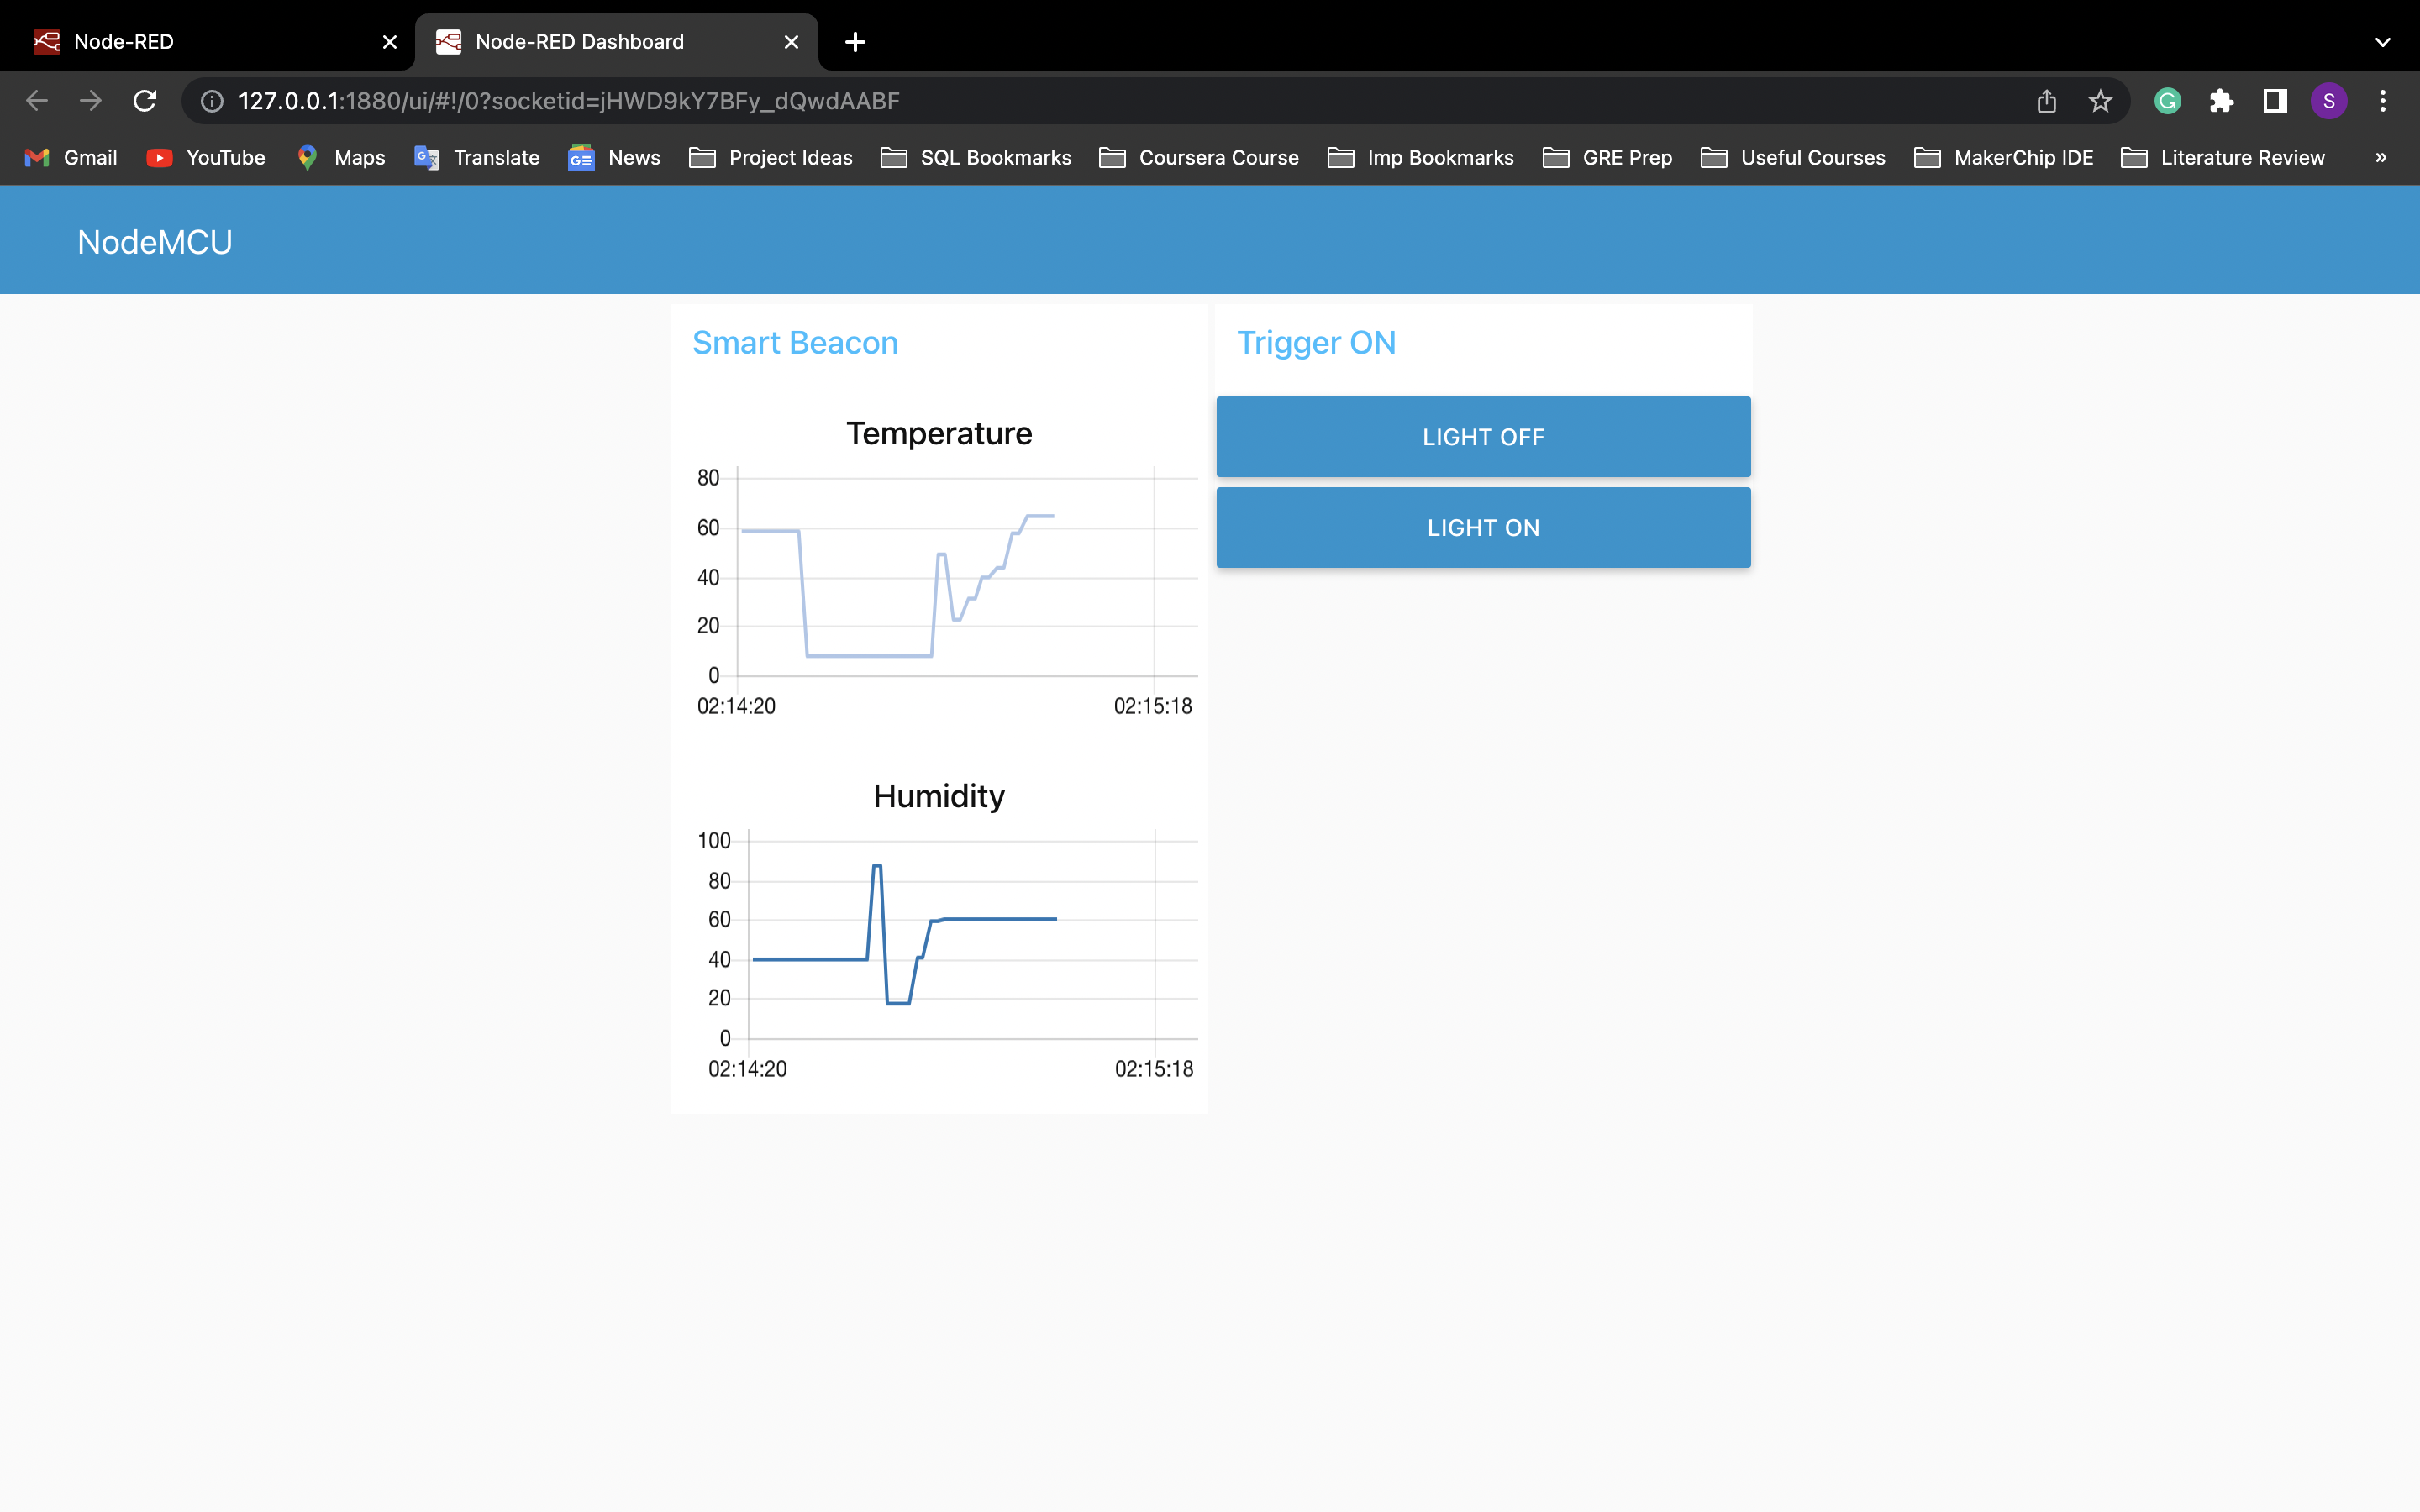 Node-RED
Node-RED Dashboard
127.0.0.1:1880/ui/#!/0?socketid=jHWD9kY7BFy_dQwdAABF
G
S
Gmail YouTube Maps Translate News Project Ideas SQL Bookmarks Coursera Course Imp Bookmarks GRE Prep Useful Courses MakerChip IDE Literature Review »
NodeMCU
Smart Beacon
Temperature
80
60
40
20
0
02:14:20 02:15:18
Humidity
100
80
60
40
20
0
02:14:20 02:15:18
Trigger ON
LIGHT OFF
LIGHT ON